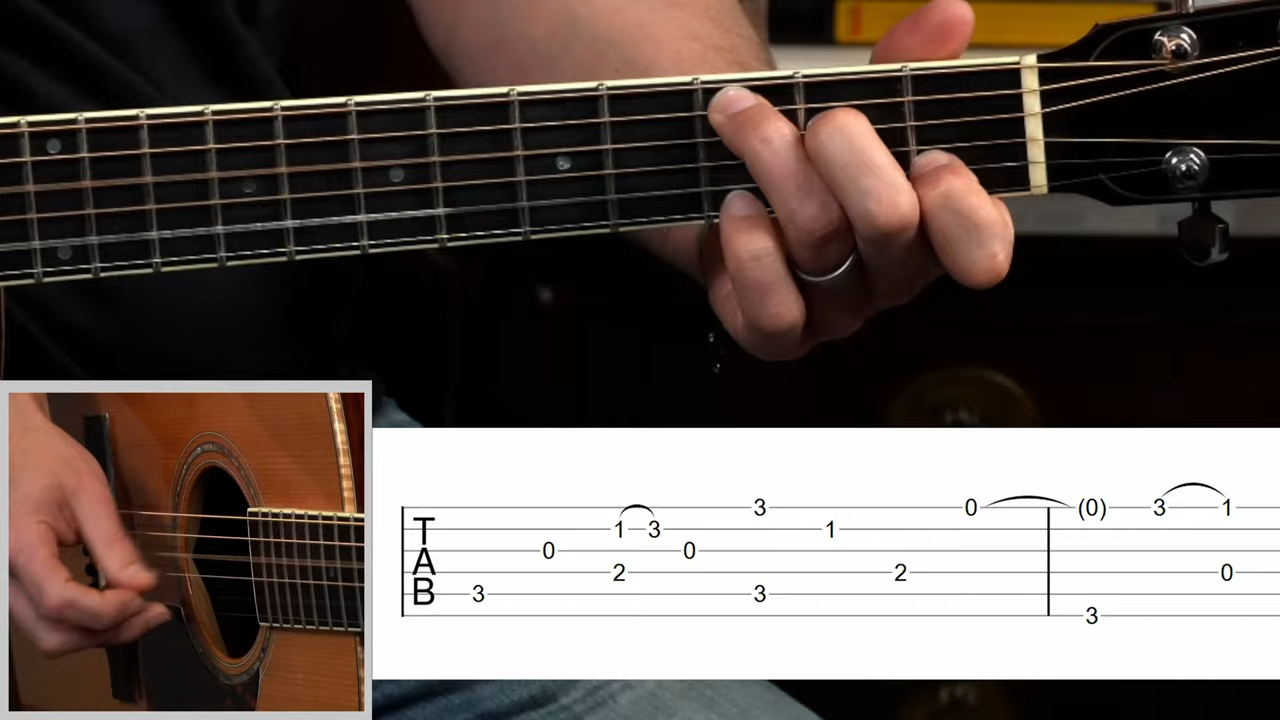 3 0 (0) 3 1
T 1 3 1
A 0 0
2 2 0
B 3 3
3